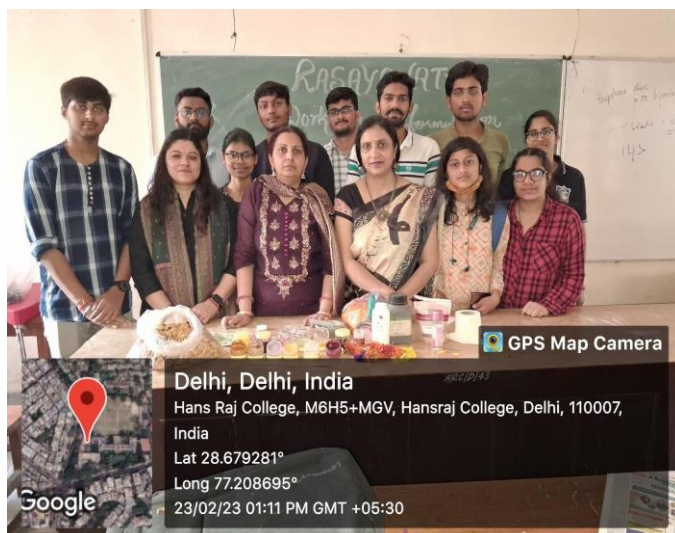 RASAYANATVA
GPS Map Camera
Delhi, Delhi, India
Hans Raj College, M6H5+MGV, Hansraj College, Delhi, 110007,
India
Lat 28.679281°
Long 77.208695°
23/02/23 01:11 PM GMT +05:30
Google